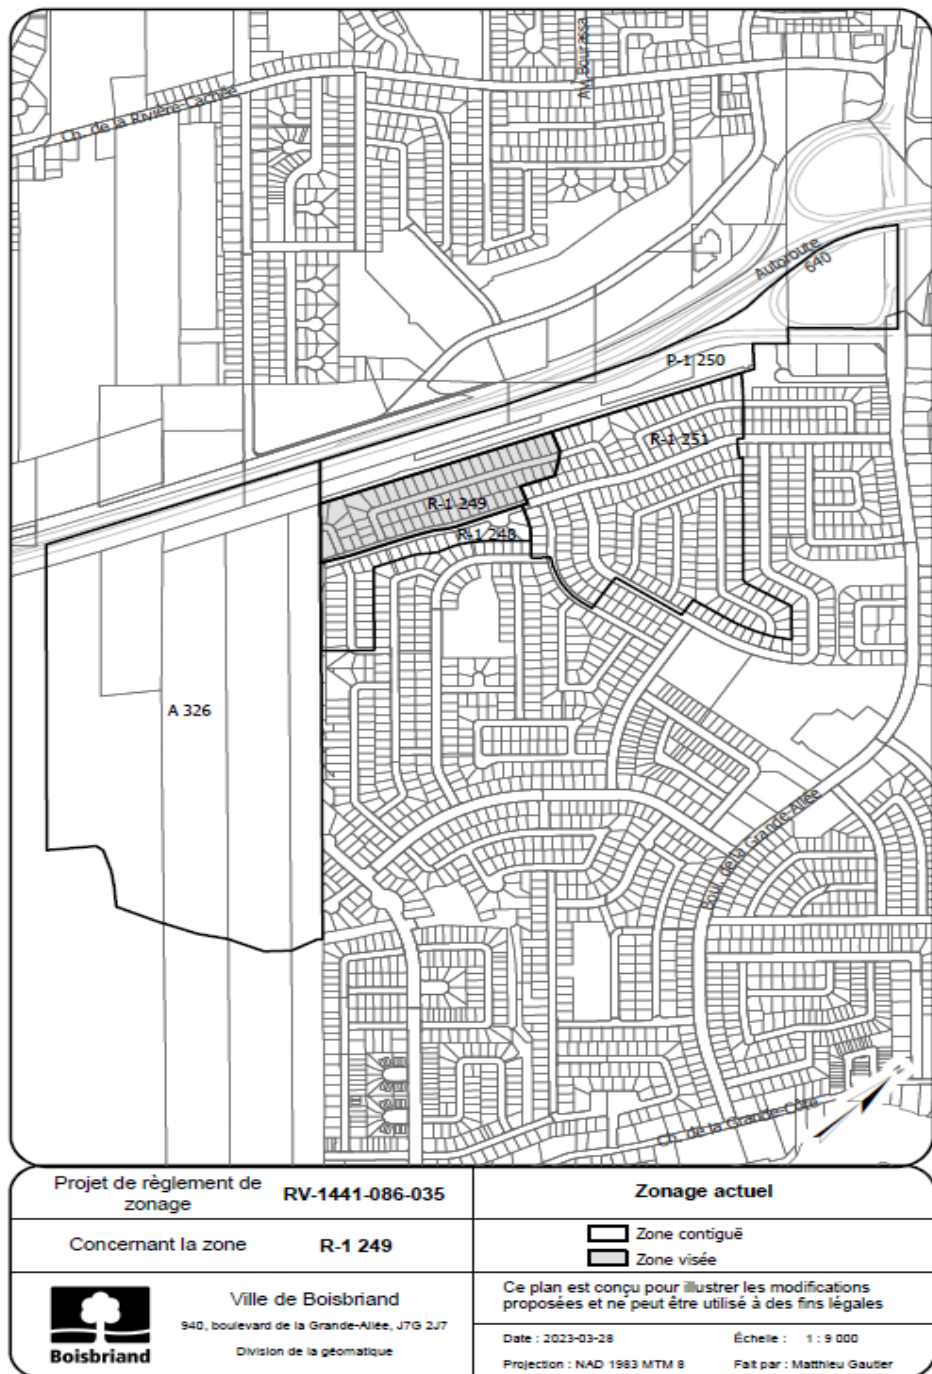 Av. Bourassa
Ch. de la Rivière-Cachée
Autoroute
640
P-1 250
R-1 251
R-1 249
R-1 248
A 326
Boul. de la Grande-Allée
Ch. de la Grande-Côte
N
Projet de règlement de
zonage
RV-1441-086-035
Zonage actuel
Concernant la zone
R-1 249
Zone contiguë
Zone visée
Boisbriand
Ville de Boisbriand
940, boulevard de la Grande-Allée, J7G 2J7
Division de la géomatique
Ce plan est conçu pour illustrer les modifications
proposées et ne peut être utilisé à des fins légales
Date : 2023-03-28
Échelle : 1 : 9 000
Projection : NAD 1983 MTM 8
Fait par : Matthieu Gautier